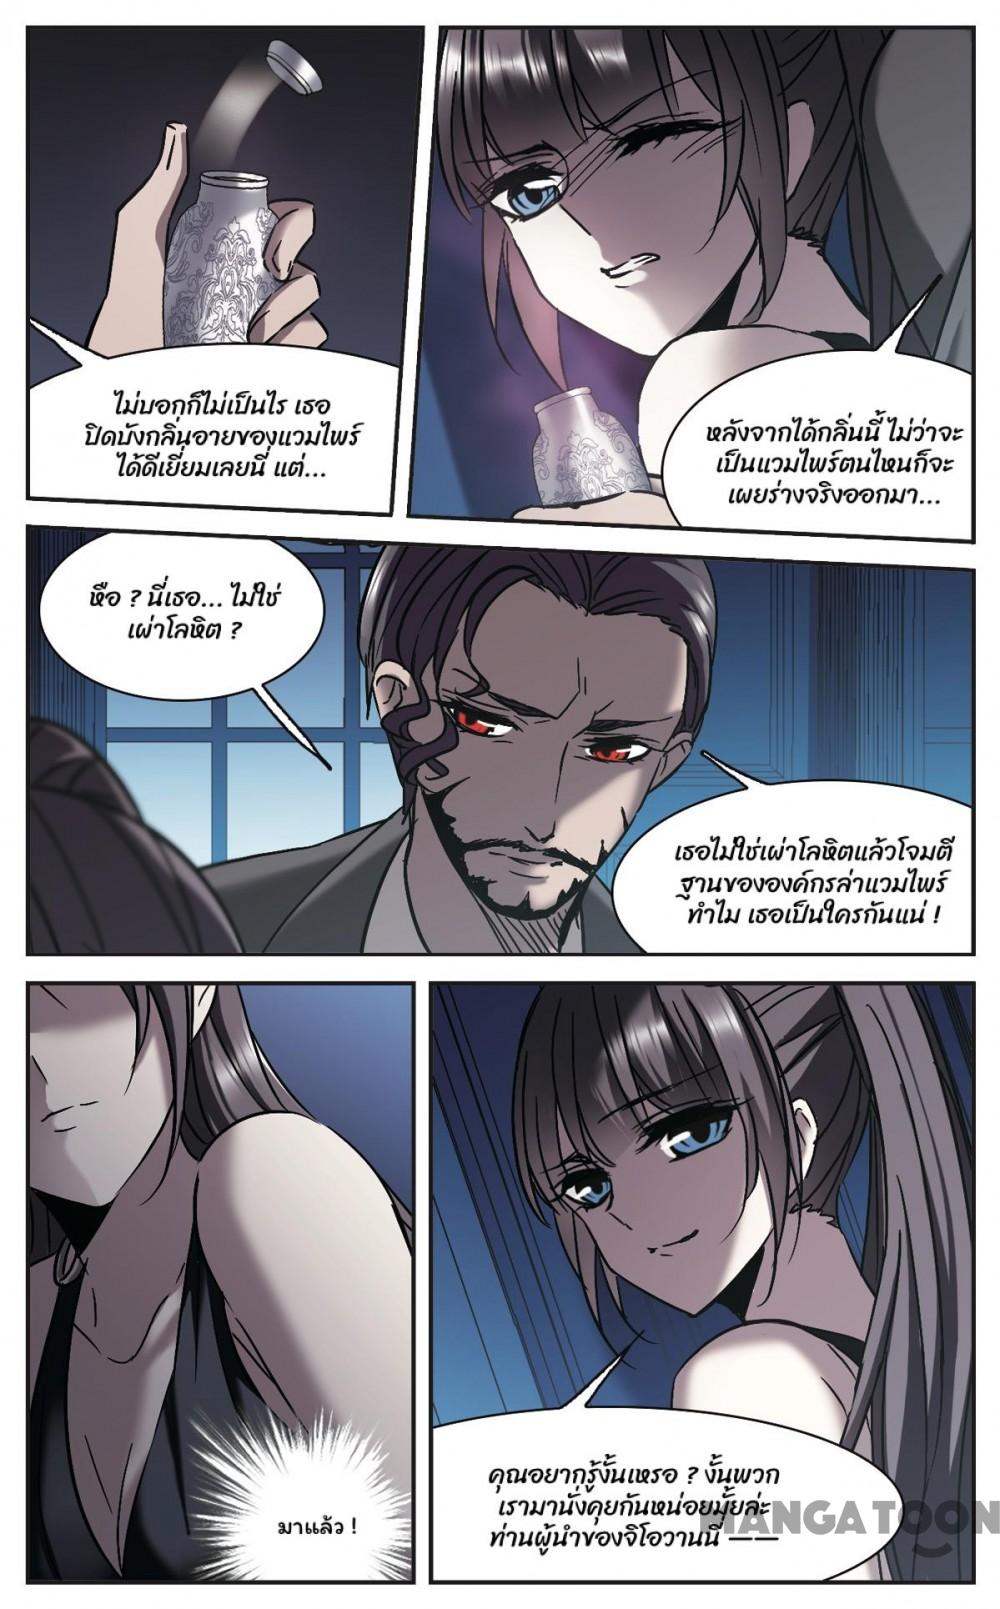 ไม่บอกก็ไม่เป็นไร เธอ
ปิดบังกลิ่นอายของแวมไพร์
ได้ดีเยี่ยมเลยนี่ แต่...
หลังจากได้กลิ่นนี้ ไม่ว่าจะ
เป็นแวมไพร์ตนไหนก็จะ
เผยร่างจริงออกมา...
หือ ? นี่เธอ... ไม่ใช่
เผ่าโลหิต ?
เธอไม่ใช่เผ่าโลหิตแล้วโจมตี
ฐานขององค์กรล่าแวมไพร์
ทำไม เธอเป็นใครกันแน่ !
มาแล้ว !
คุณอยากรู้งั้นเหรอ ? งั้นพวก
เรามานั่งคุยกันหน่อยมั้ยล่ะ
ท่านผู้นำของจิโอวานนี่ ——
MANGATOON